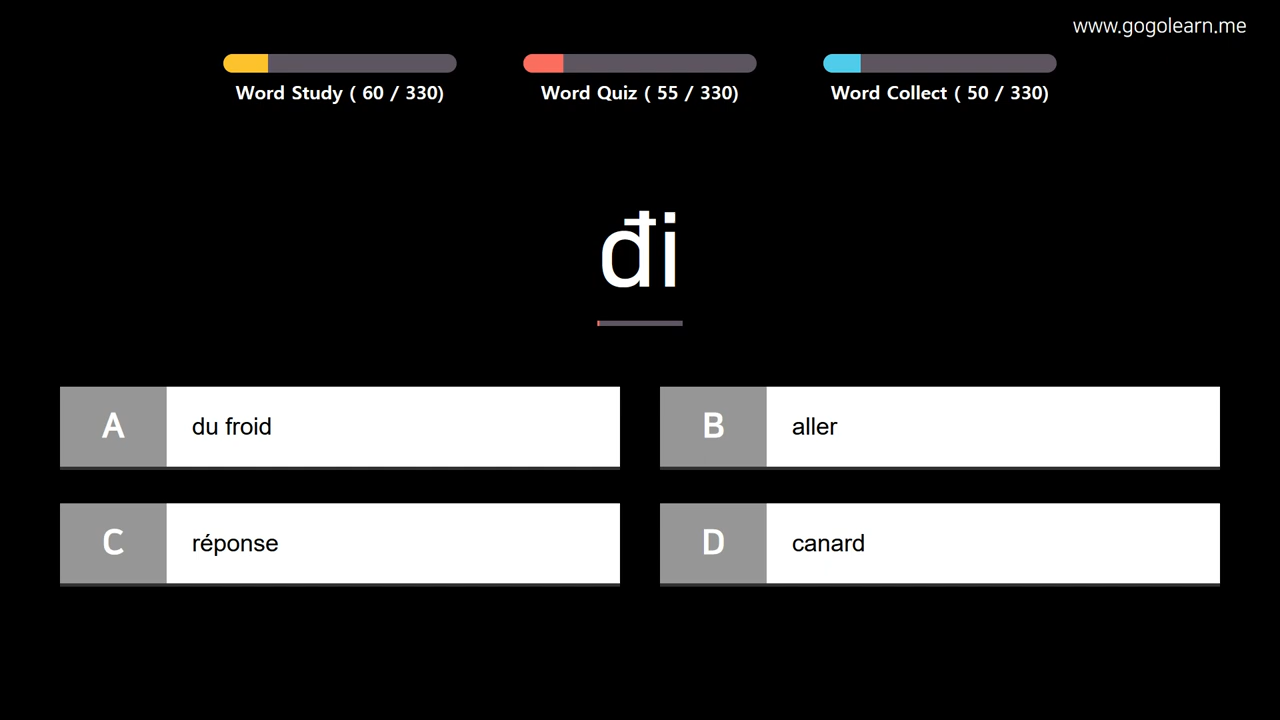 www.gogolearn.me
Word Study ( 60 / 330)
Word Quiz ( 55 / 330)
Word Collect ( 50 / 330)
đi
A du froid
B aller
C réponse
D canard